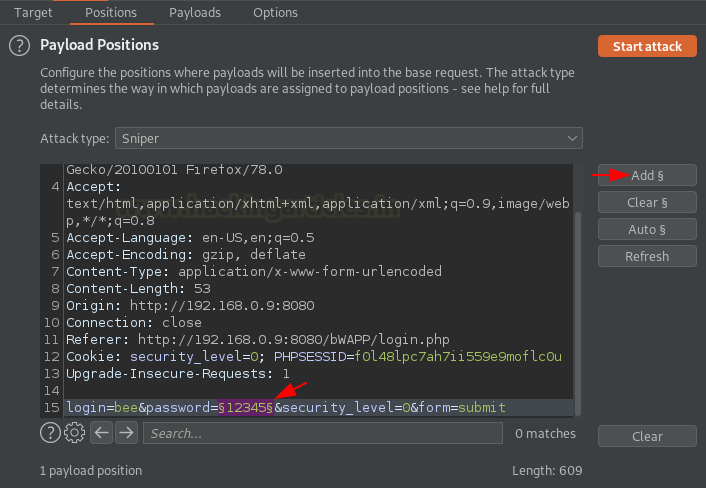 Target Positions Payloads Options
? Payload Positions
Start attack
Configure the positions where payloads will be inserted into the base request. The attack type
determines the way in which payloads are assigned to payload positions - see help for full
details.
Attack type: Sniper
Gecko/20100101 Firefox/78.0
4 Accept:
text/html,application/xhtml+xml,application/xml;q=0.9,image/web
p,*/*;q=0.8
5 Accept-Language: en-US,en;q=0.5
6 Accept-Encoding: gzip, deflate
7 Content-Type: application/x-www-form-urlencoded
8 Content-Length: 53
9 Origin: http://192.168.0.9:8080
10 Connection: close
11 Referer: http://192.168.0.9:8080/bWAPP/login.php
12 Cookie: security_level=0; PHPSESSID=f0l48lpc7ah7ii559e9moflc0u
13 Upgrade-Insecure-Requests: 1
14
15 login=bee&password=§12345§&security_level=0&form=submit
Add §
Clear §
Auto §
Refresh
? Search... 0 matches
Clear
1 payload position Length: 609
www.hackingarticles.in